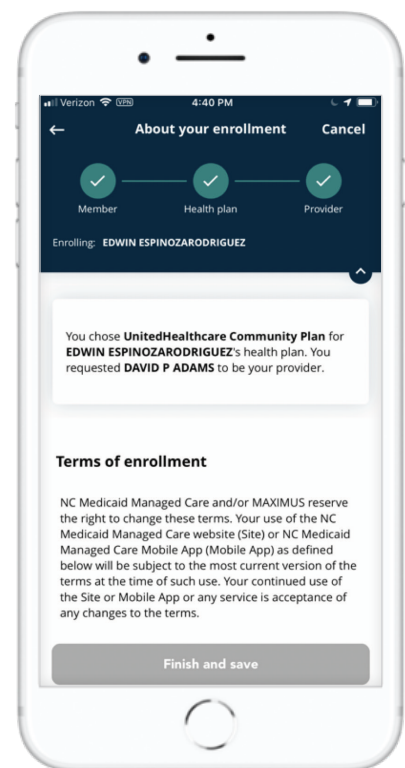 Verizon VPN 4:40 PM
About your enrollment Cancel
Member Health plan Provider
Enrolling: EDWIN ESPINOZARODRIGUEZ
You chose UnitedHealthcare Community Plan for
EDWIN ESPINOZARODRIGUEZ's health plan. You
requested DAVID P ADAMS to be your provider.
Terms of enrollment
NC Medicaid Managed Care and/or MAXIMUS reserve
the right to change these terms. Your use of the NC
Medicaid Managed Care website (Site) or NC Medicaid
Managed Care Mobile App (Mobile App) as defined
below will be subject to the most current version of the
terms at the time of such use. Your continued use of
the Site or Mobile App or any service is acceptance of
any changes to the terms.
Finish and save